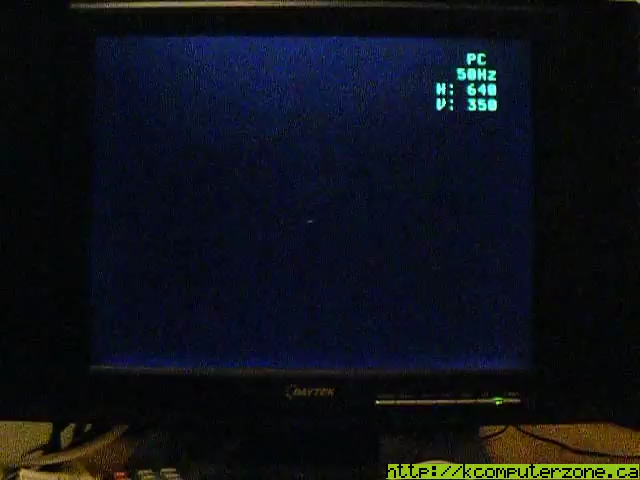 PC
50Hz
H: 640
V: 350
DAYTEK
http://kcomputerzone.ca